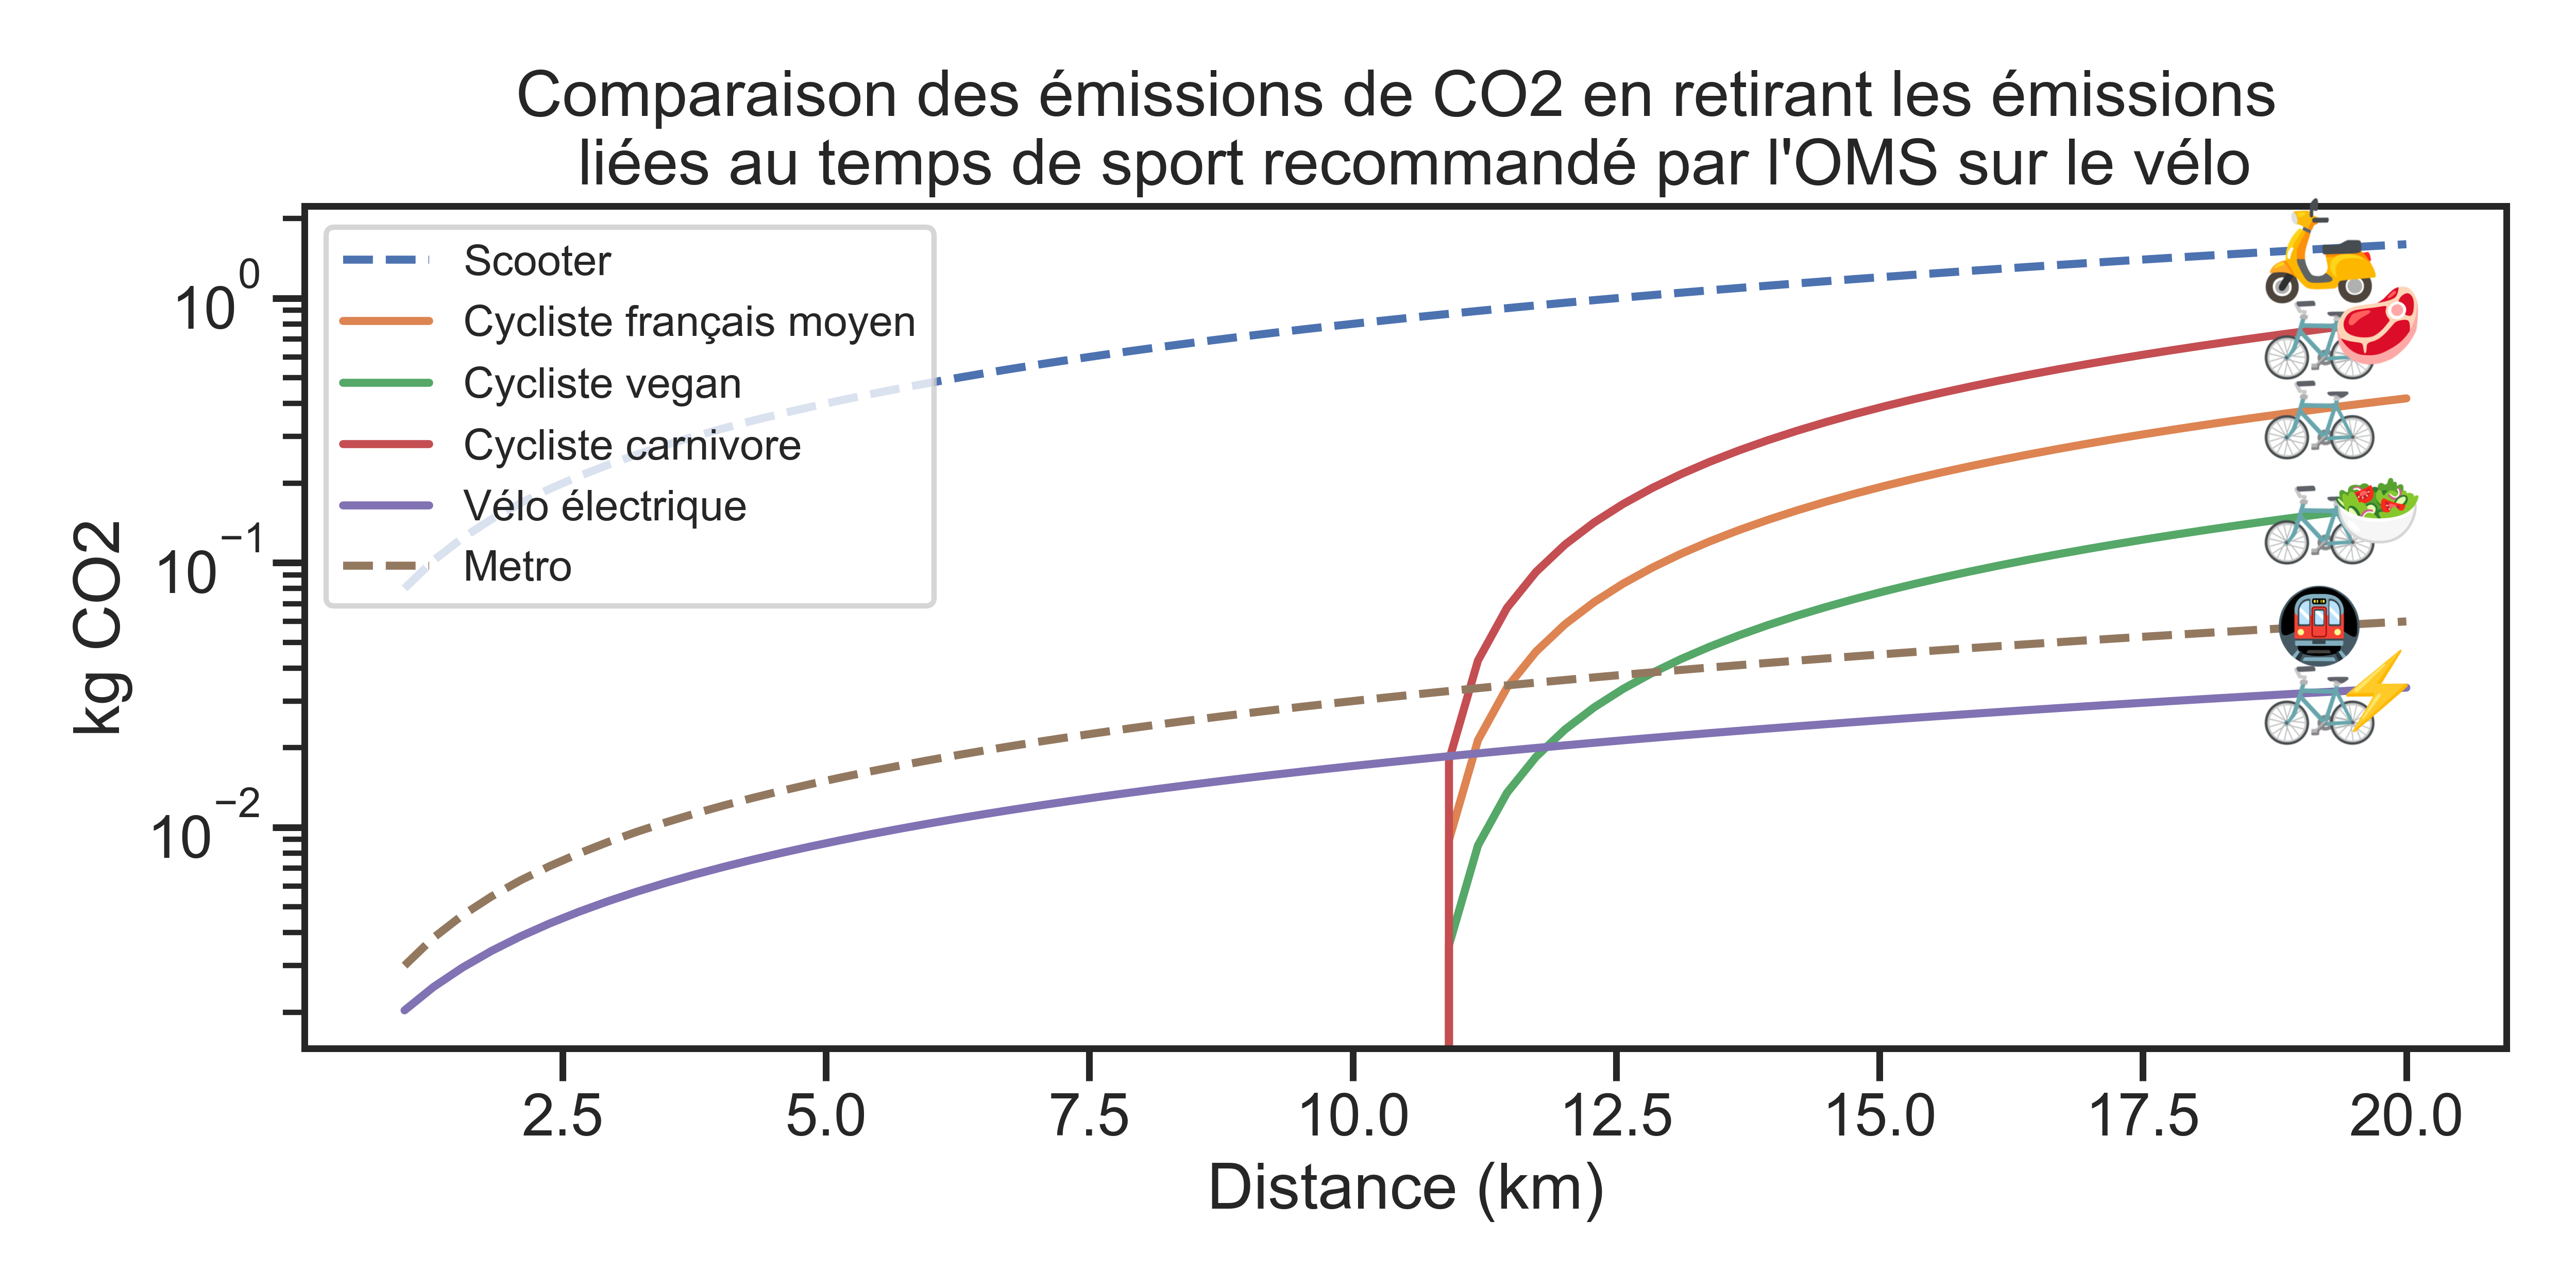 Comparaison des émissions de CO2 en retirant les émissions
liées au temps de sport recommandé par l'OMS sur le vélo
Scooter
Cycliste français moyen
Cycliste vegan
Cycliste carnivore
Vélo électrique
Metro
kg CO2
10⁰
10⁻¹
10⁻²
2.5 5.0 7.5 10.0 12.5 15.0 17.5 20.0
Distance (km)